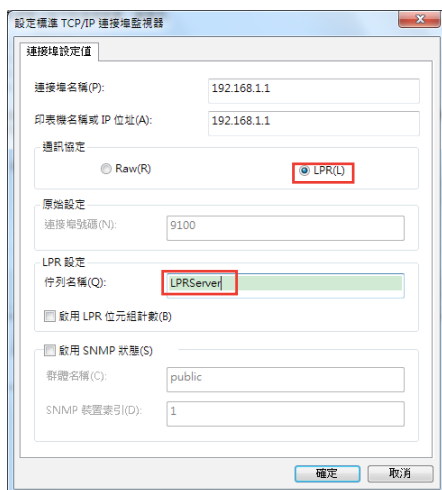 設定標準 TCP/IP 連接埠監視器
連接埠設定值
連接埠名稱(P): 192.168.1.1
印表機名稱或 IP 位址(A): 192.168.1.1
通訊協定
Raw(R) LPR(L)
原始設定
連接埠號碼(N): 9100
LPR 設定
佇列名稱(Q): LPRServer
啟用 LPR 位元組計數(B)
啟用 SNMP 狀態(S)
群體名稱(C): public
SNMP 裝置索引(D): 1
確定 取消